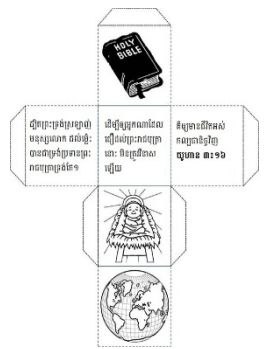 HOLY
BIBLE
ដ្បិតព្រះទ្រង់ស្រឡាញ់
មនុស្សលោក ដល់ម៉្លេះ
បានជាទ្រង់ប្រទានព្រះ
រាជបុត្រាទ្រង់តែ១
ដើម្បីឲ្យអ្នកណាដែល
ជឿដល់ព្រះរាជបុត្រា
នោះ មិនត្រូវវិនាស
ឡើយ
គឺឲ្យមានជីវិតអស់
កល្បជានិច្ចវិញ
យូហាន ៣:១៦